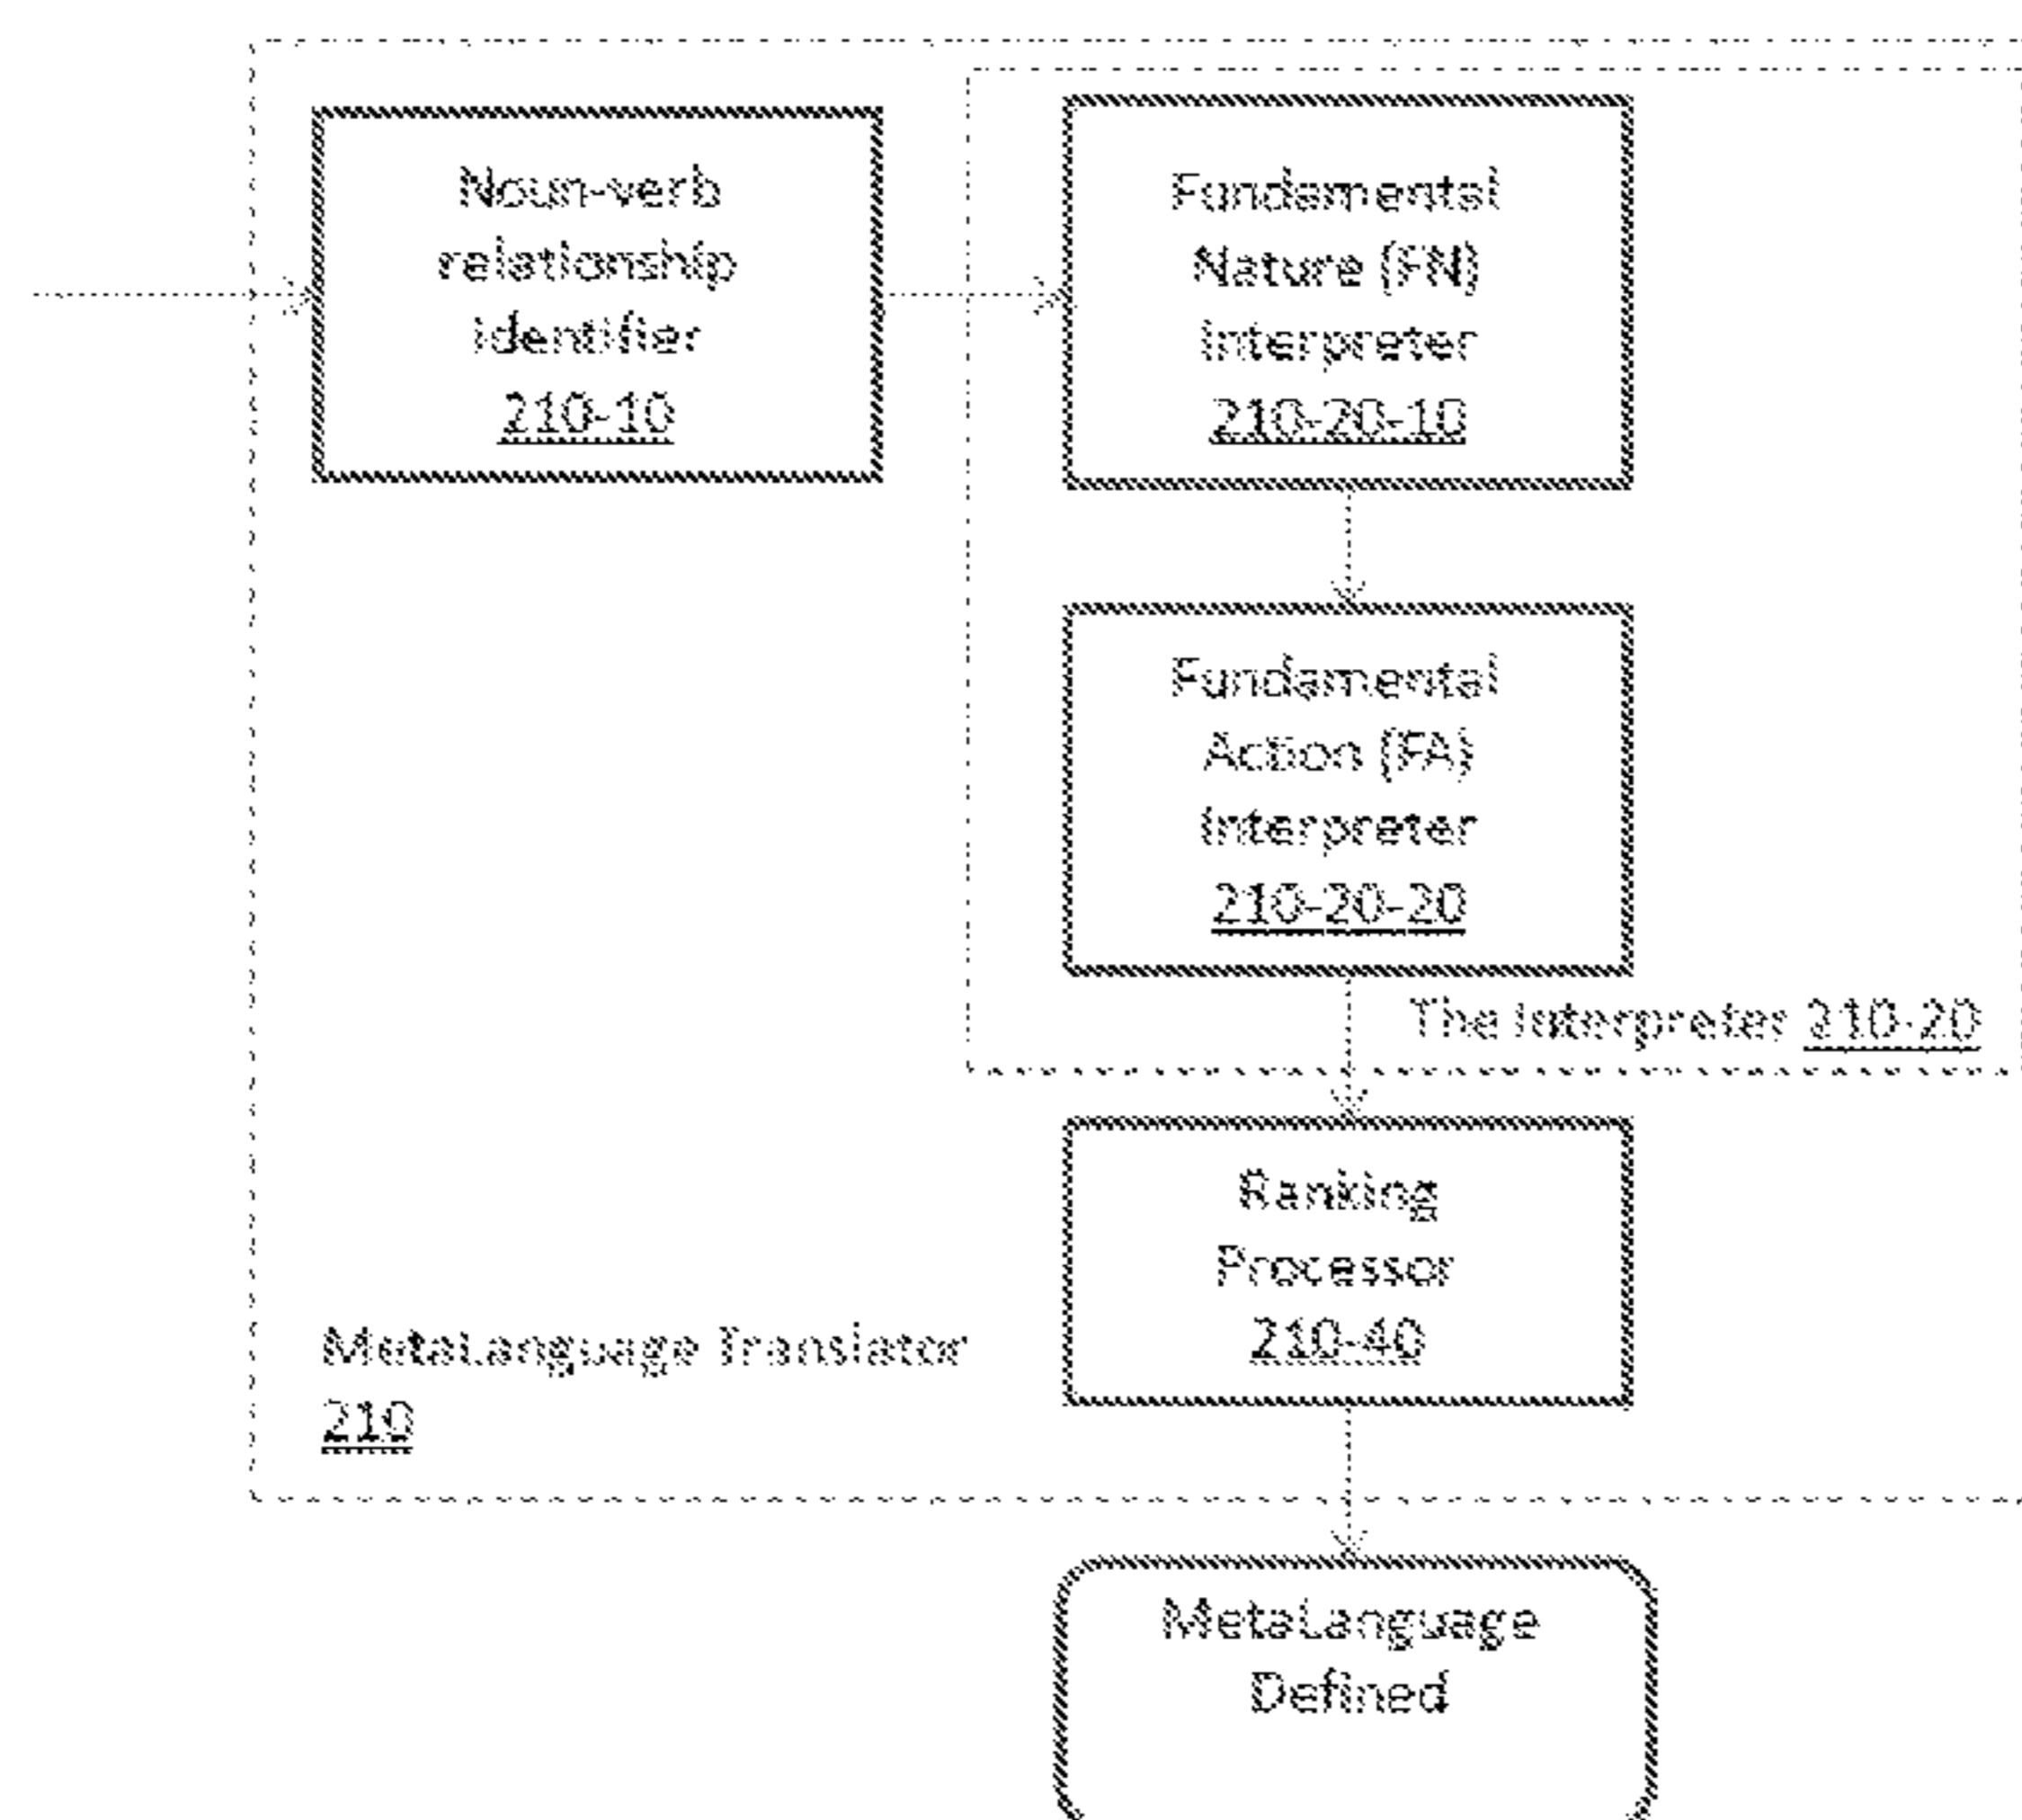 Noun-verb
relationship
identifier
210-10
Fundamental
Nature (FN)
Interpreter
210-20-10
Fundamental
Action (FA)
Interpreter
210-20-20
The Interpreter 210-20
Ranking
Processor
210-40
MetaLanguage Translator
210
MetaLanguage
Defined